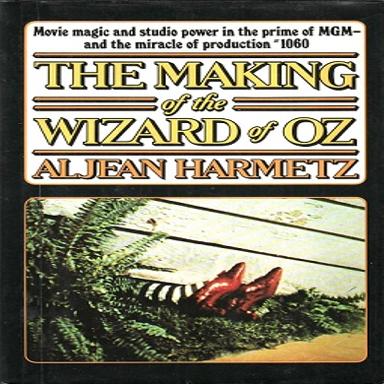 Movie magic and studio power in the prime of MGM—
and the miracle of production #1060
THE MAKING
of the
WIZARD of OZ
ALJEAN HARMETZ